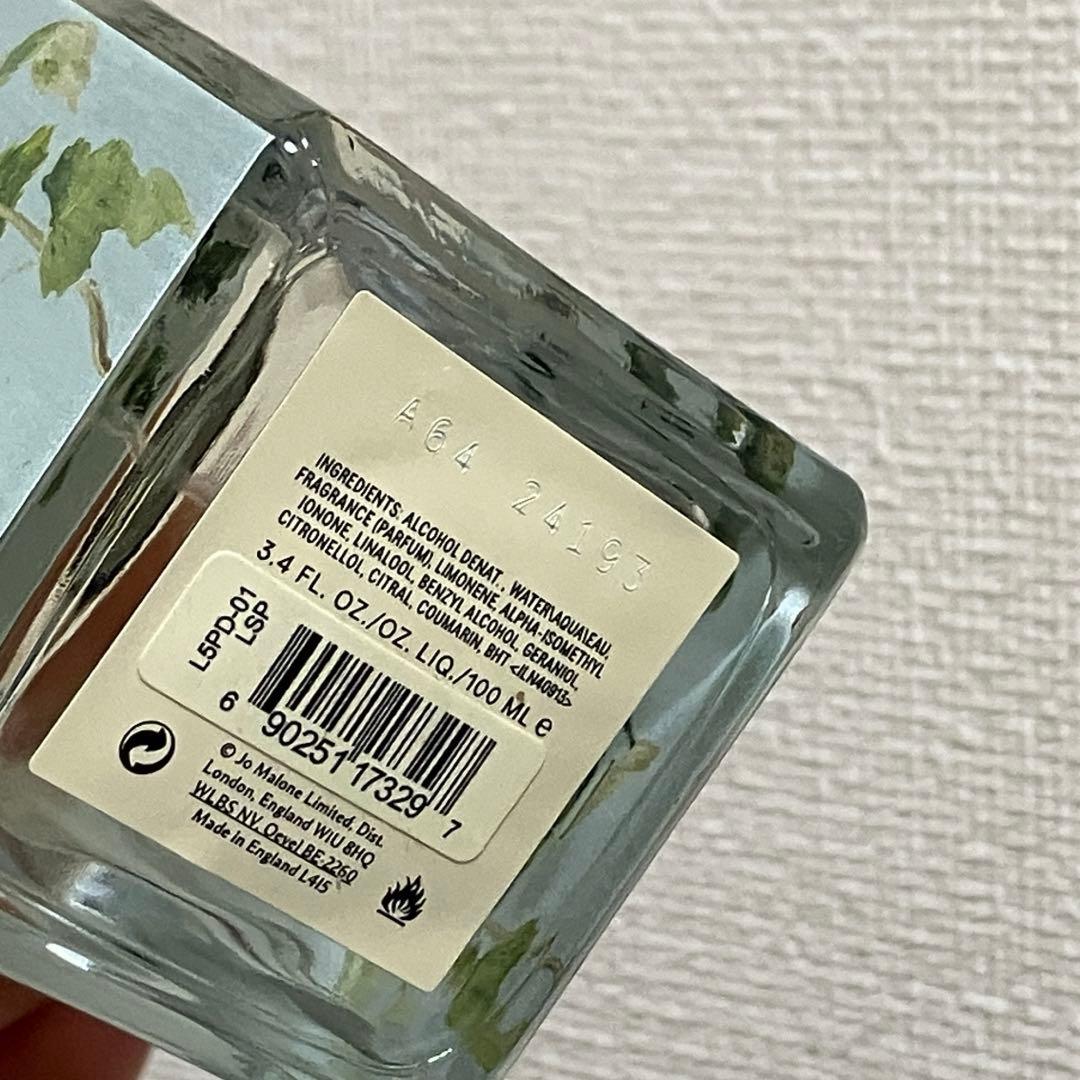 A64 24193
INGREDIENTS: ALCOHOL DENAT., WATER\AQUA\EAU,
FRAGRANCE (PARFUM), LIMONENE, ALPHA-ISOMETHYL
IONONE, LINALOOL, BENZYL ALCOHOL, GERANIOL,
CITRONELLOL, CITRAL, COUMARIN, BHT <ILN40913>
3.4 FL. OZ./OZ. LIQ./100 ML e
L5PD-01
LSP
6 90251 17329 7
© Jo Malone Limited, Dist.
London, England W1U 8HQ
WLBS NV, Oevel BE-2260
Made in England L415